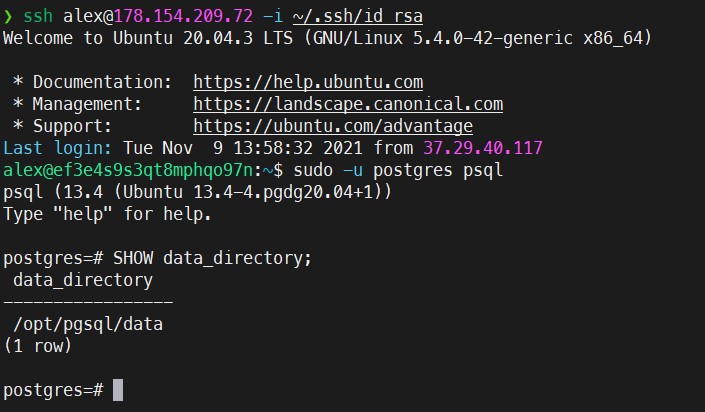 ❯ ssh alex@178.154.209.72 -i ~/.ssh/id_rsa
Welcome to Ubuntu 20.04.3 LTS (GNU/Linux 5.4.0-42-generic x86_64)
* Documentation: https://help.ubuntu.com
* Management: https://landscape.canonical.com
* Support: https://ubuntu.com/advantage
Last login: Tue Nov 9 13:58:32 2021 from 37.29.40.117
alex@ef3e4s9s3qt8mphqo97n:~$ sudo -u postgres psql
psql (13.4 (Ubuntu 13.4-4.pgdg20.04+1))
Type "help" for help.
postgres=# SHOW data_directory;
data_directory
-----------------
/opt/pgsql/data
(1 row)
postgres=#